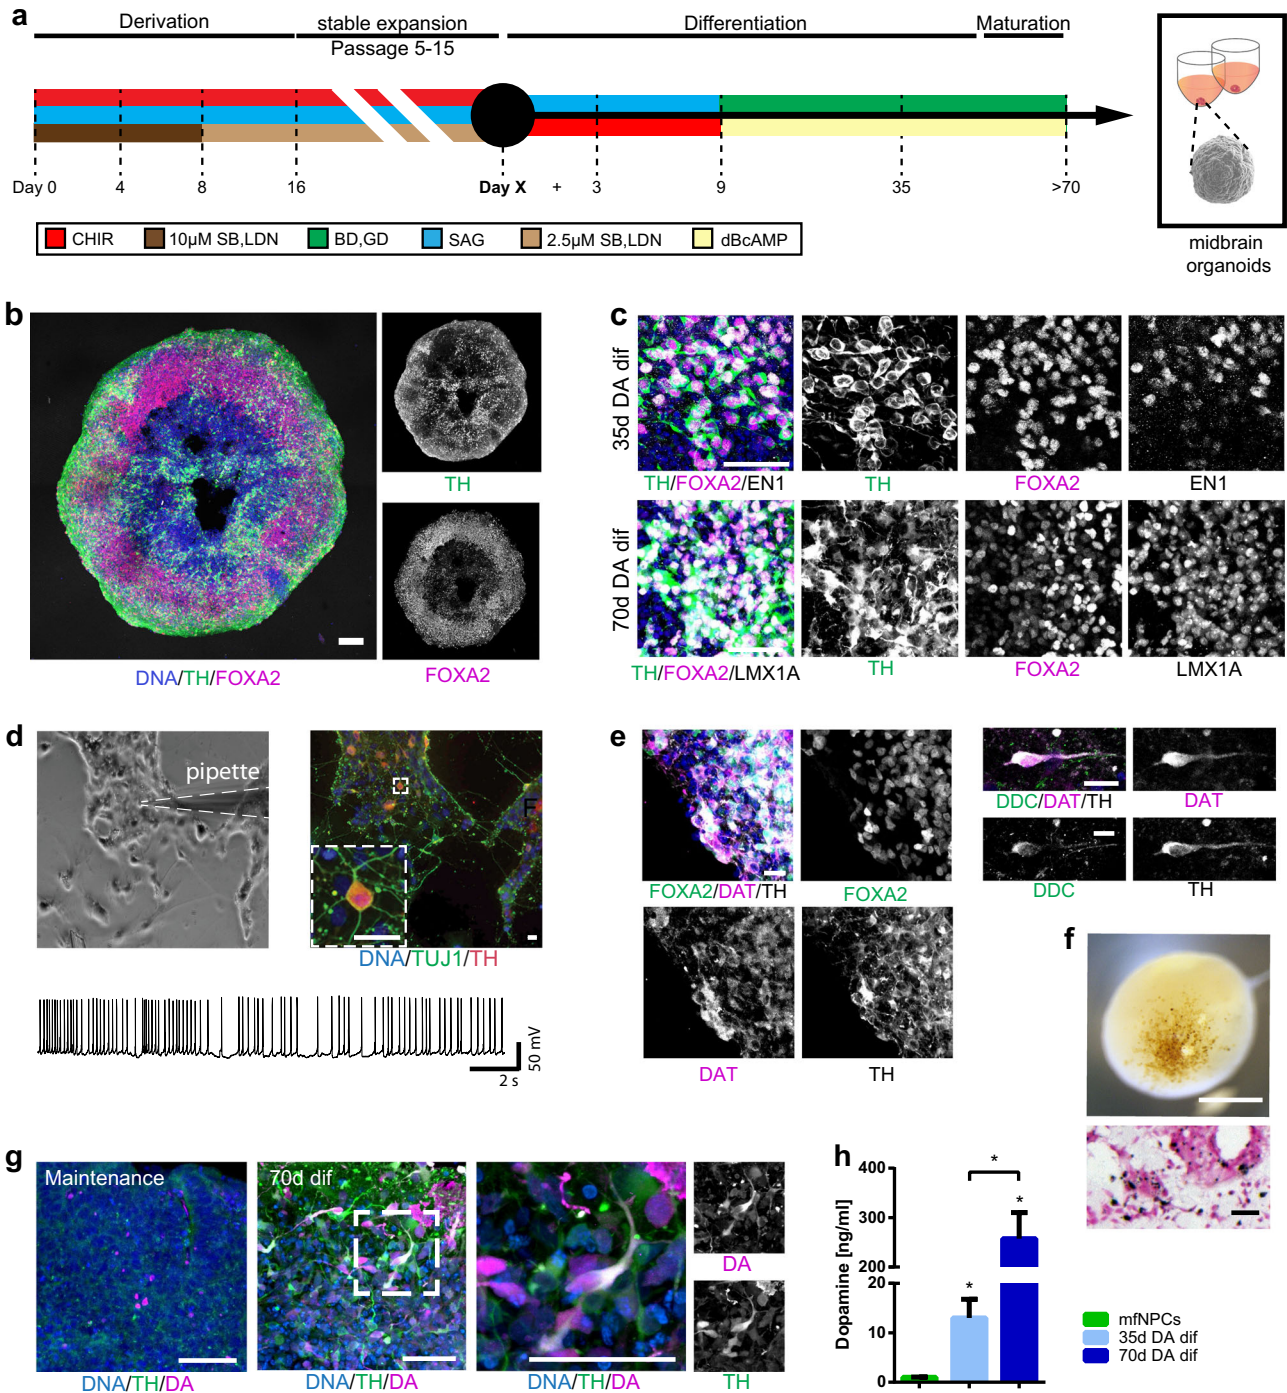 a
Derivation
stable expansion
Passage 5-15
Differentiation
Maturation
Day 0
4
8
16
Day X
+
3
9
35
>70
CHIR
10µM SB,LDN
BD,GD
SAG
2.5µM SB,LDN
dBcAMP
midbrain
organoids
b
DNA/TH/FOXA2
TH
FOXA2
c
35d DA dif
TH/FOXA2/EN1
TH
FOXA2
EN1
70d DA dif
TH/FOXA2/LMX1A
TH
FOXA2
LMX1A
d
pipette
F
DNA/TUJ1/TH
50 mV
2 s
e
FOXA2/DAT/TH
FOXA2
DAT
TH
DDC/DAT/TH
DAT
DDC
TH
f
g
Maintenance
DNA/TH/DA
70d dif
DNA/TH/DA
DNA/TH/DA
DA
TH
h
Dopamine [ng/ml]
400
300
200
20
10
0
*
*
*
mfNPCs
35d DA dif
70d DA dif